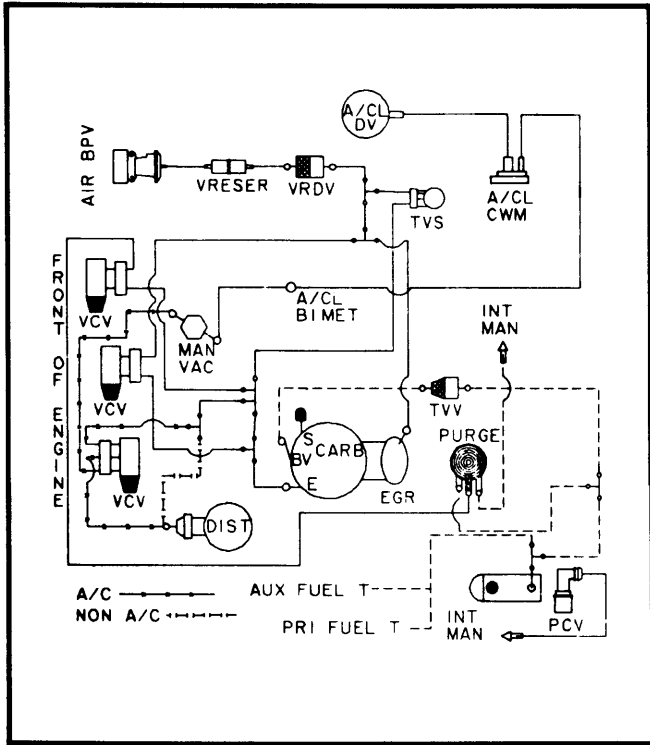 A/CL
DV
AIR BPV
VRESER
VRDV
A/CL
CWM
TVS
FRONT OF ENGINE
VCV
A/CL
BIMET
INT
MAN
MAN
VAC
VCV
TVV
S
CARB
PURGE
BV
E
EGR
VCV
DIST
A/C
AUX FUEL T
NON A/C
INT
MAN
PCV
PRI FUEL T